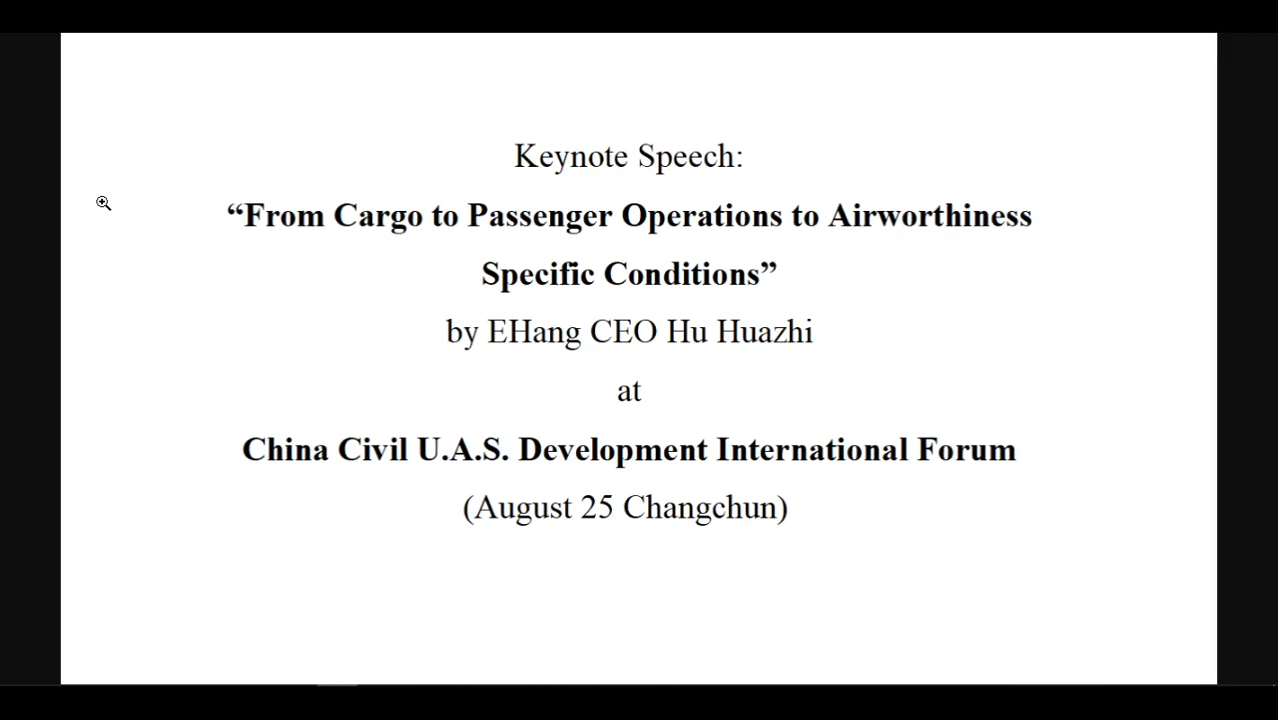 Keynote Speech:
“From Cargo to Passenger Operations to Airworthiness
Specific Conditions”
by EHang CEO Hu Huazhi
at
China Civil U.A.S. Development International Forum
(August 25 Changchun)